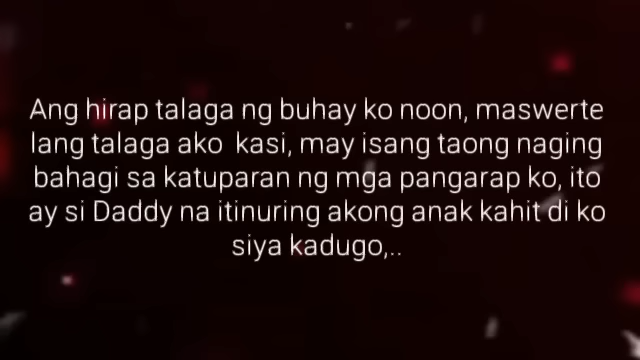 Ang hirap talaga ng buhay ko noon, maswerte
lang talaga ako kasi, may isang taong naging
bahagi sa katuparan ng mga pangarap ko, ito
ay si Daddy na itinuring akong anak kahit di ko
siya kadugo,..